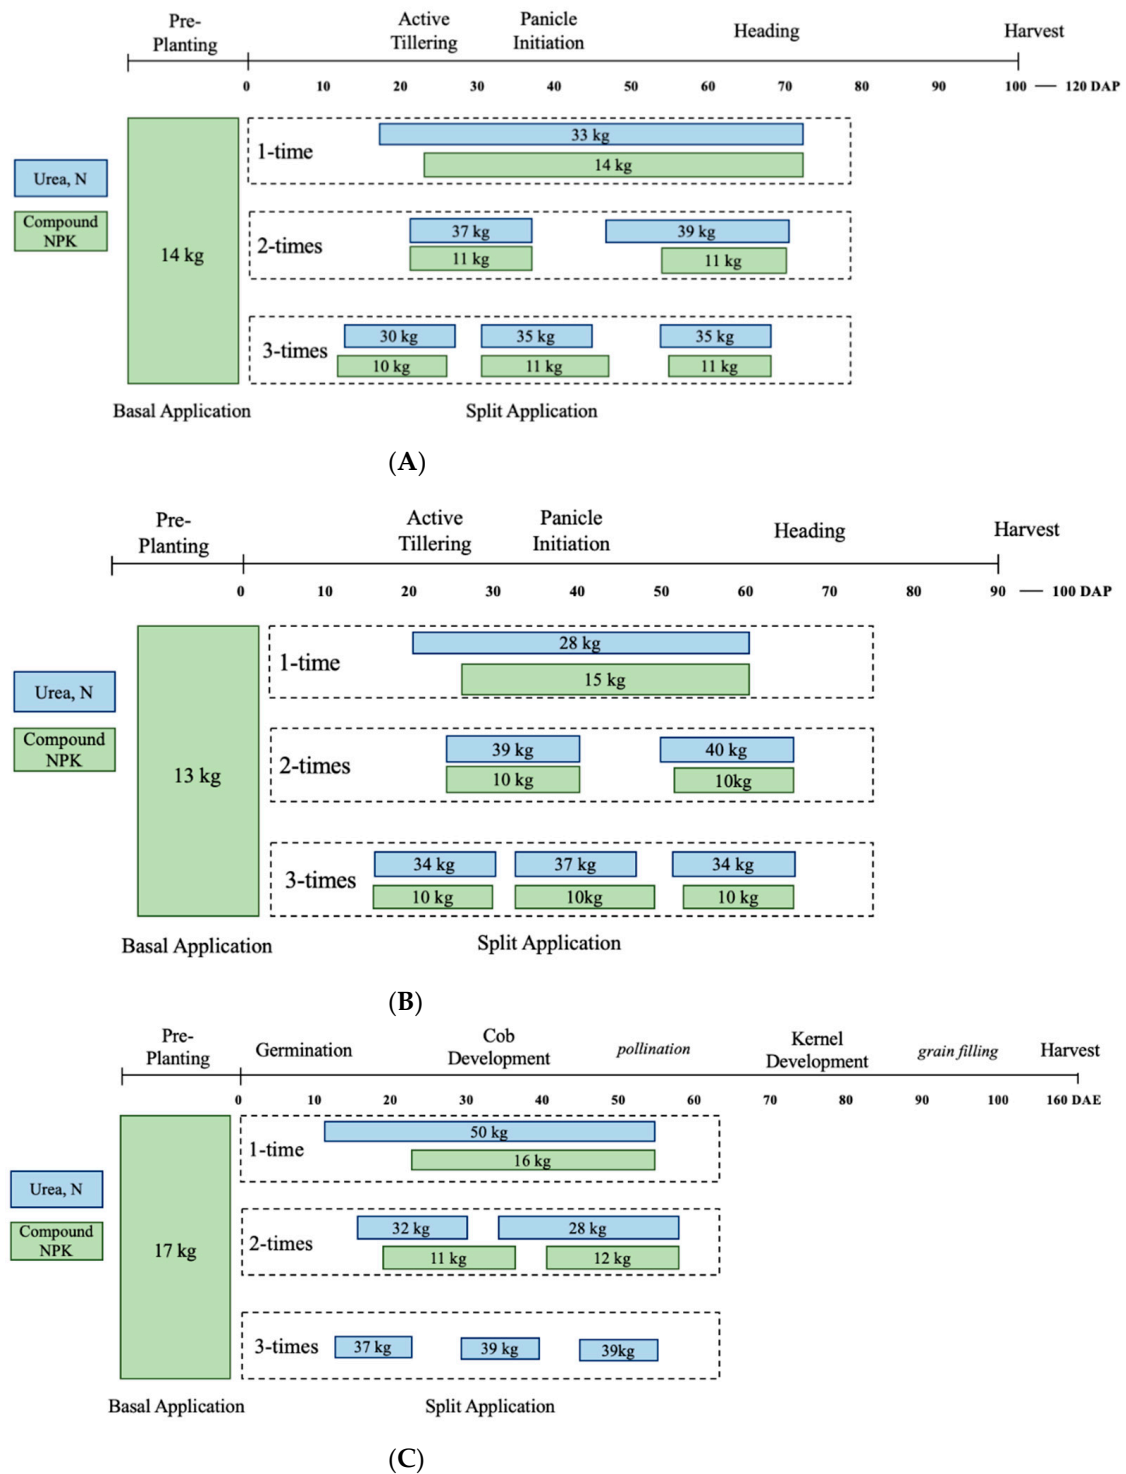 Pre-
Planting
Active
Tillering
Panicle
Initiation
Heading
Harvest
0 10 20 30 40 50 60 70 80 90 100 — 120 DAP
Urea, N
Compound
NPK
14 kg
1-time
33 kg
14 kg
2-times
37 kg
39 kg
11 kg
11 kg
3-times
30 kg
35 kg
35 kg
10 kg
11 kg
11 kg
Basal Application
Split Application
(A)
Pre-
Planting
Active
Tillering
Panicle
Initiation
Heading
Harvest
0 10 20 30 40 50 60 70 80 90 — 100 DAP
Urea, N
Compound
NPK
13 kg
1-time
28 kg
15 kg
2-times
39 kg
40 kg
10 kg
10kg
3-times
34 kg
37 kg
34 kg
10 kg
10kg
10 kg
Basal Application
Split Application
(B)
Pre-
Planting
Germination
Cob
Development
pollination
Kernel
Development
grain filling
Harvest
0 10 20 30 40 50 60 70 80 90 100 160 DAE
Urea, N
Compound
NPK
17 kg
1-time
50 kg
16 kg
2-times
32 kg
28 kg
11 kg
12 kg
3-times
37 kg
39 kg
39kg
Basal Application
Split Application
(C)